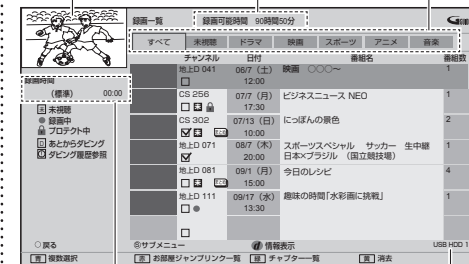 録画一覧 録画可能時間 90時間50分
すべて 未視聴 ドラマ 映画 スポーツ アニメ 音楽
チャンネル 日付 番組名 番組数
地上D 041 06/7（土） 映画 ○○○〜 1
12:00
録画時間
（標準） 00:00
未 未視聴
●録画中
プロテクト中
あとからダビング
ダビング履歴参照
CS 256 07/7（月） ビジネスニュース NEO 1
未 17:30
CS 302 07/13（日） にっぽんの景色 2
未 10:00
地上D 071 08/7（木） スポーツスペシャル サッカー 生中継 1
20:00 日本×ブラジル （国立競技場）
地上D 081 09/1（月） 今日のレシピ 4
未 15:00
地上D 111 09/17（水） 趣味の時間「水彩画に挑戦」 1
● 13:30
○戻る Ⓢサブメニュー d 情報表示 USB HDD 1
青 複数選択 赤 お部屋ジャンプリンク一覧 緑 チャプター一覧 黄 消去